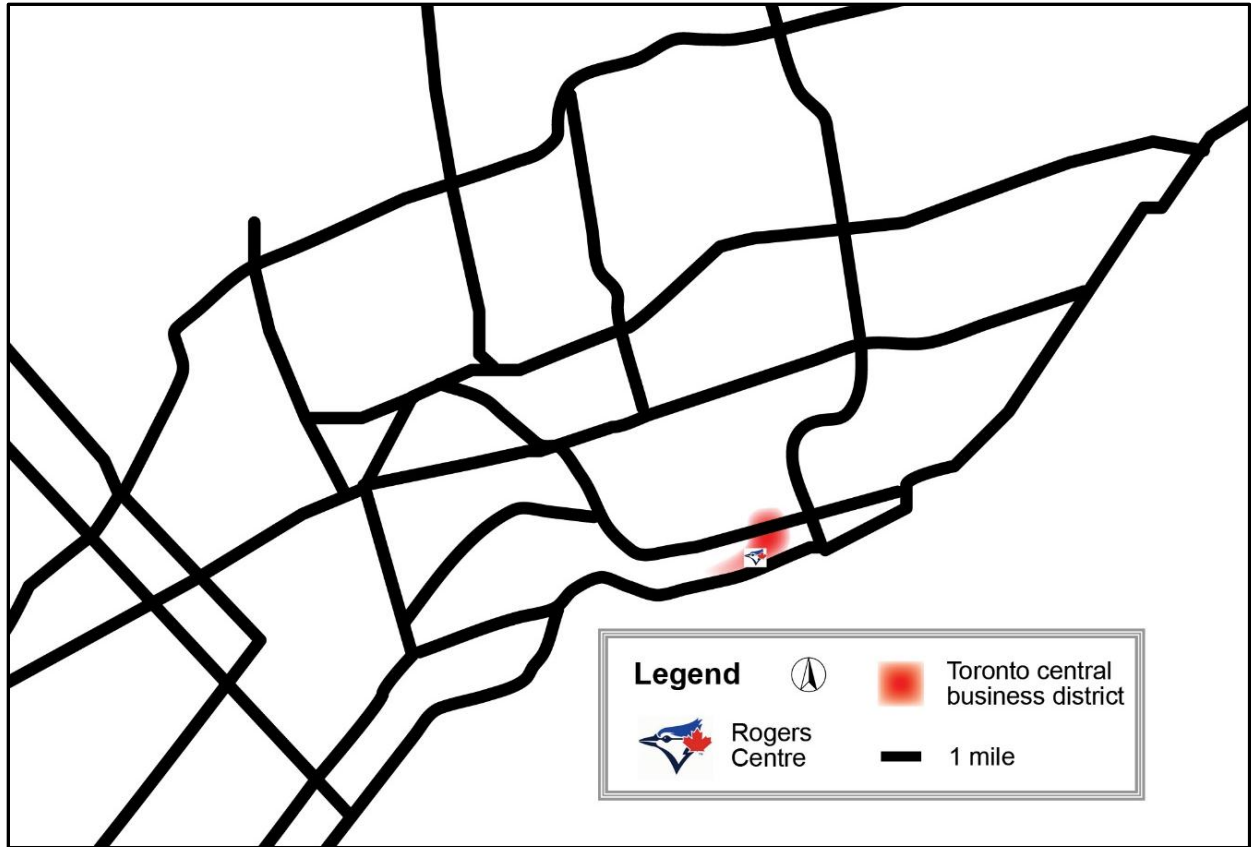 Legend
Toronto central
business district
Rogers
Centre
1 mile